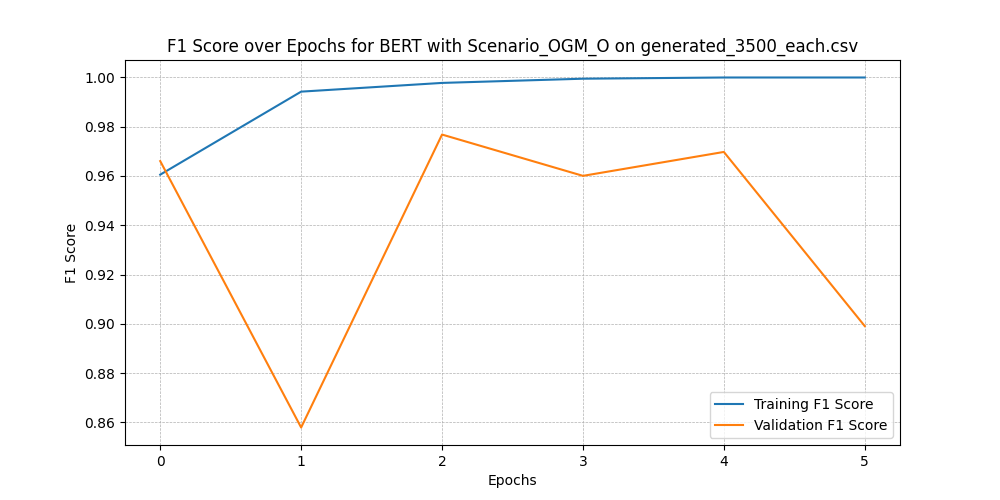 F1 Score over Epochs for BERT with Scenario_OGM_O on generated_3500_each.csv
F1 Score
1.00
0.98
0.96
0.94
0.92
0.90
0.88
0.86
Training F1 Score
Validation F1 Score
0 1 2 3 4 5
Epochs